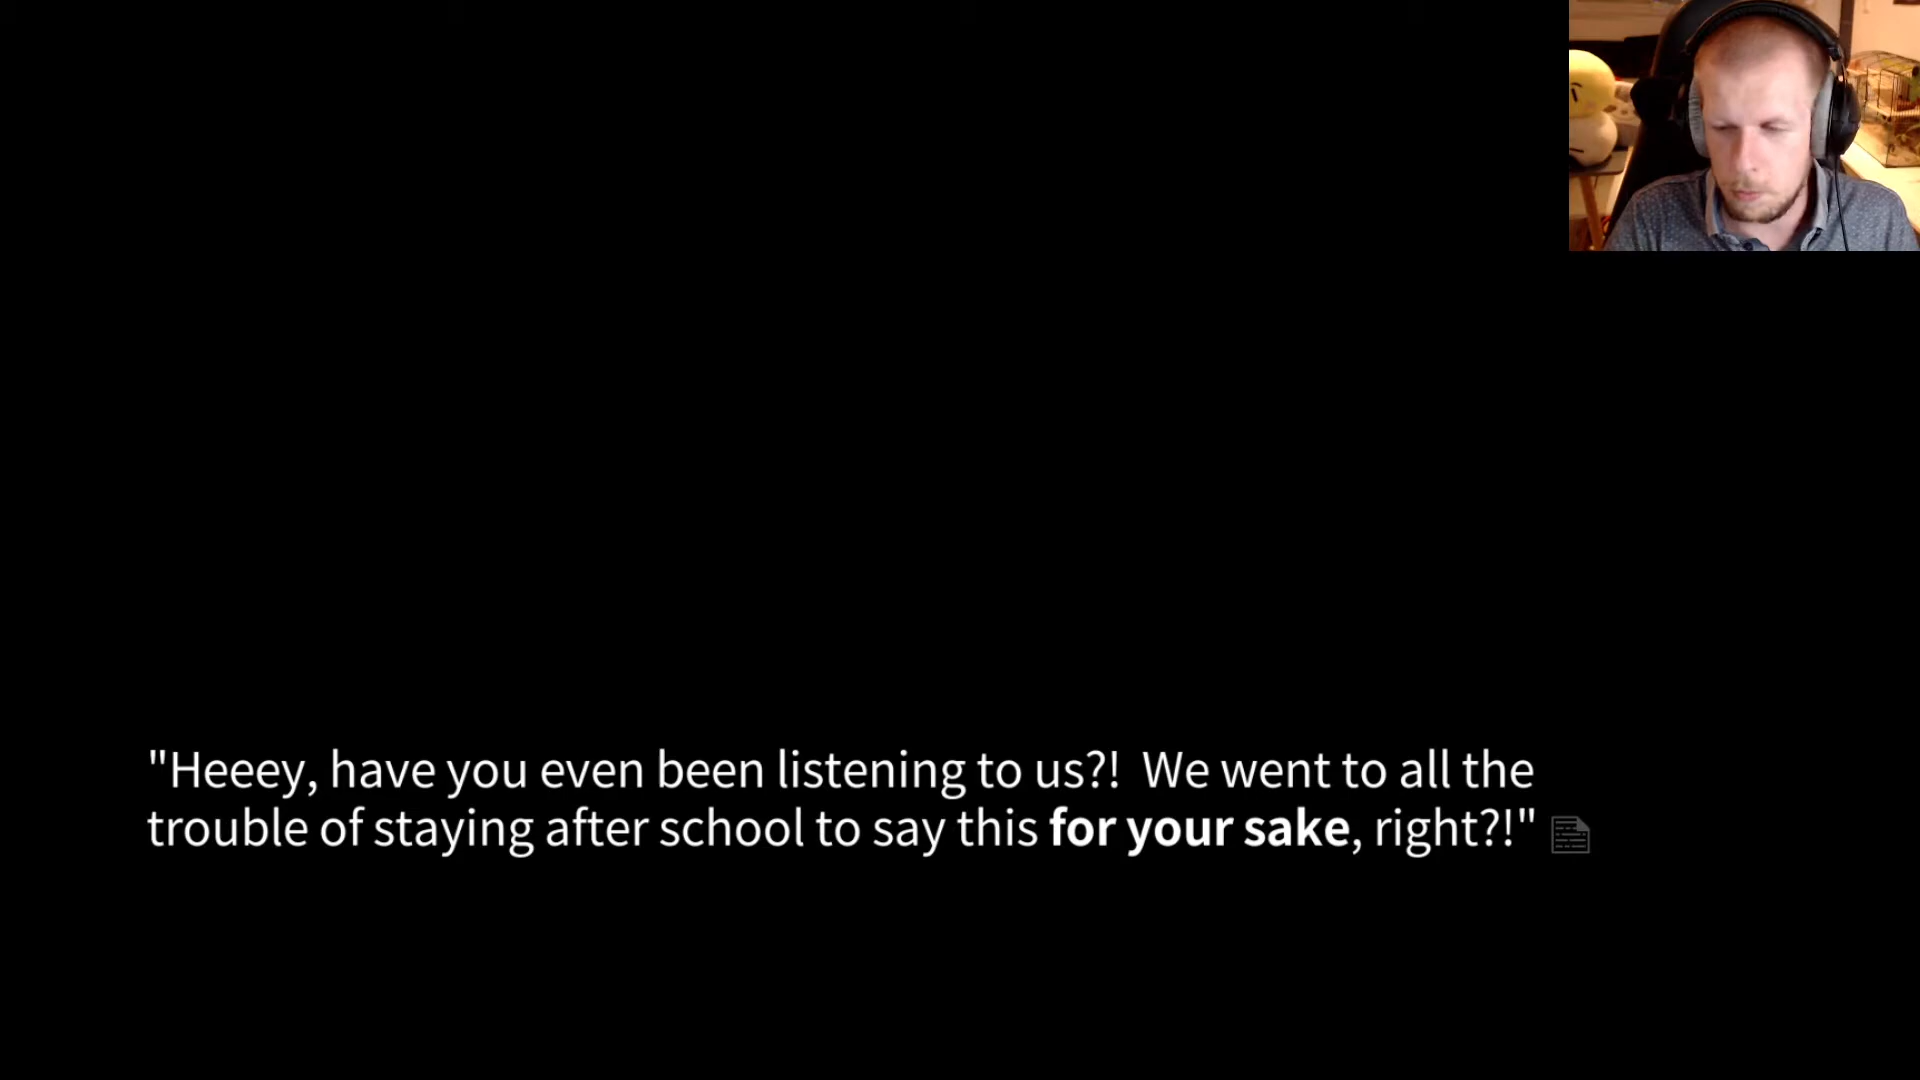 "Heeey, have you even been listening to us?!  We went to all the
trouble of staying after school to say this for your sake, right?!"